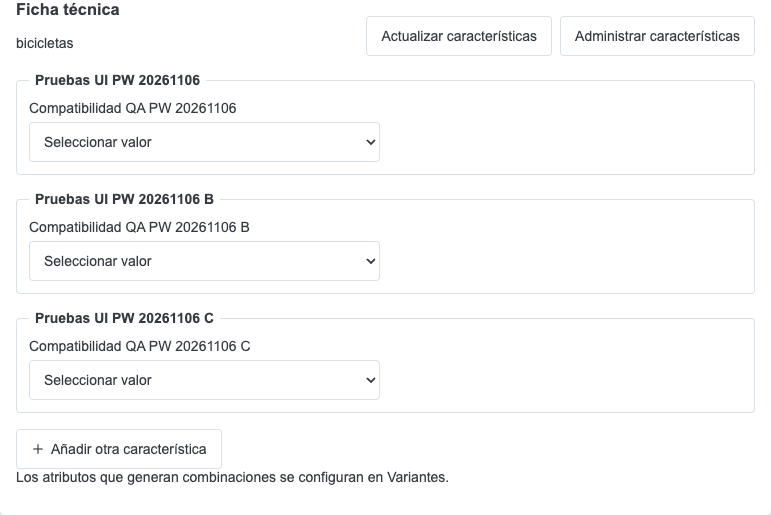 Ficha técnica
bicicletas
Actualizar características
Administrar características
Pruebas UI PW 20261106
Compatibilidad QA PW 20261106
Seleccionar valor
Pruebas UI PW 20261106 B
Compatibilidad QA PW 20261106 B
Seleccionar valor
Pruebas UI PW 20261106 C
Compatibilidad QA PW 20261106 C
Seleccionar valor
+ Añadir otra característica
Los atributos que generan combinaciones se configuran en Variantes.